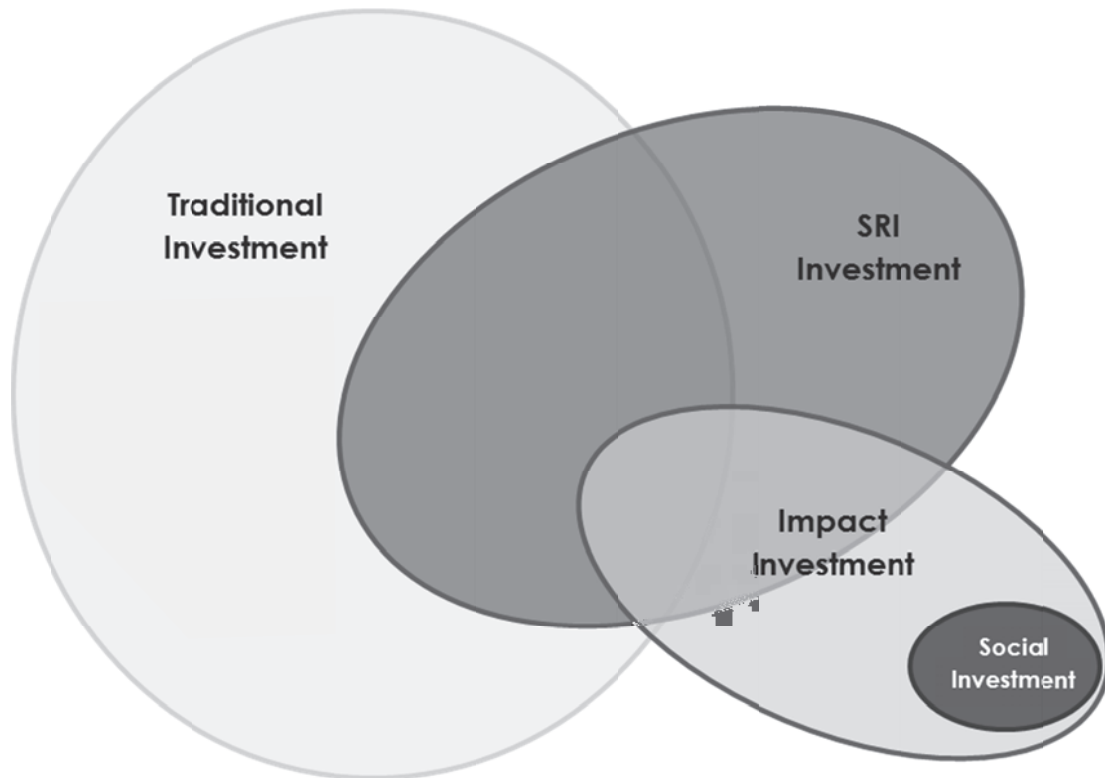 Traditional
Investment
SRI
Investment
Impact
Investment
Social
Investment